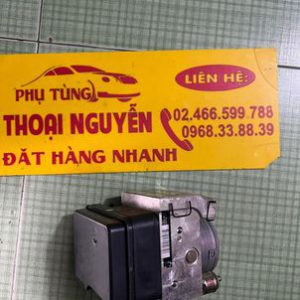 LIÊN HỆ:
PHỤ TÙNG
02.466.599.788
THOẠI NGUYỄN
0968.33.88.39
ĐẶT HÀNG NHANH